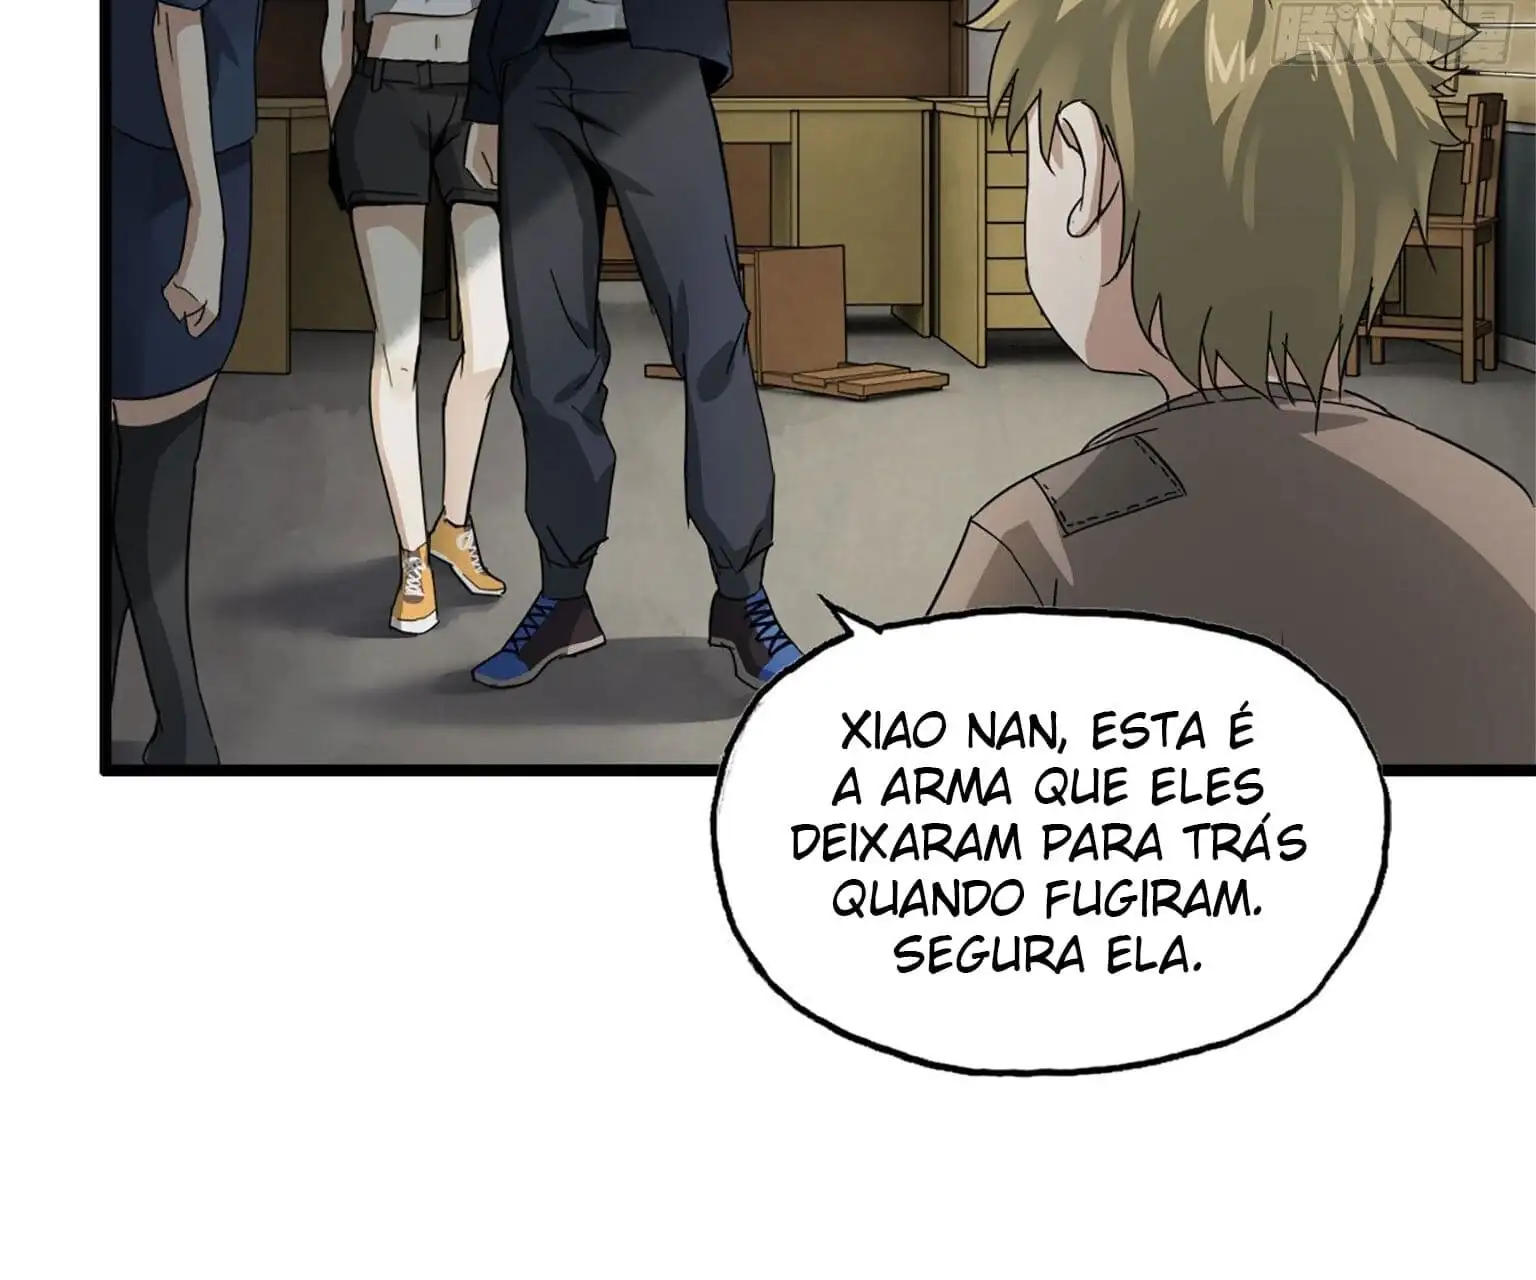 XIAO NAN, ESTA É
A ARMA QUE ELES
DEIXARAM PARA TRÁS
QUANDO FUGIRAM.
SEGURA ELA.